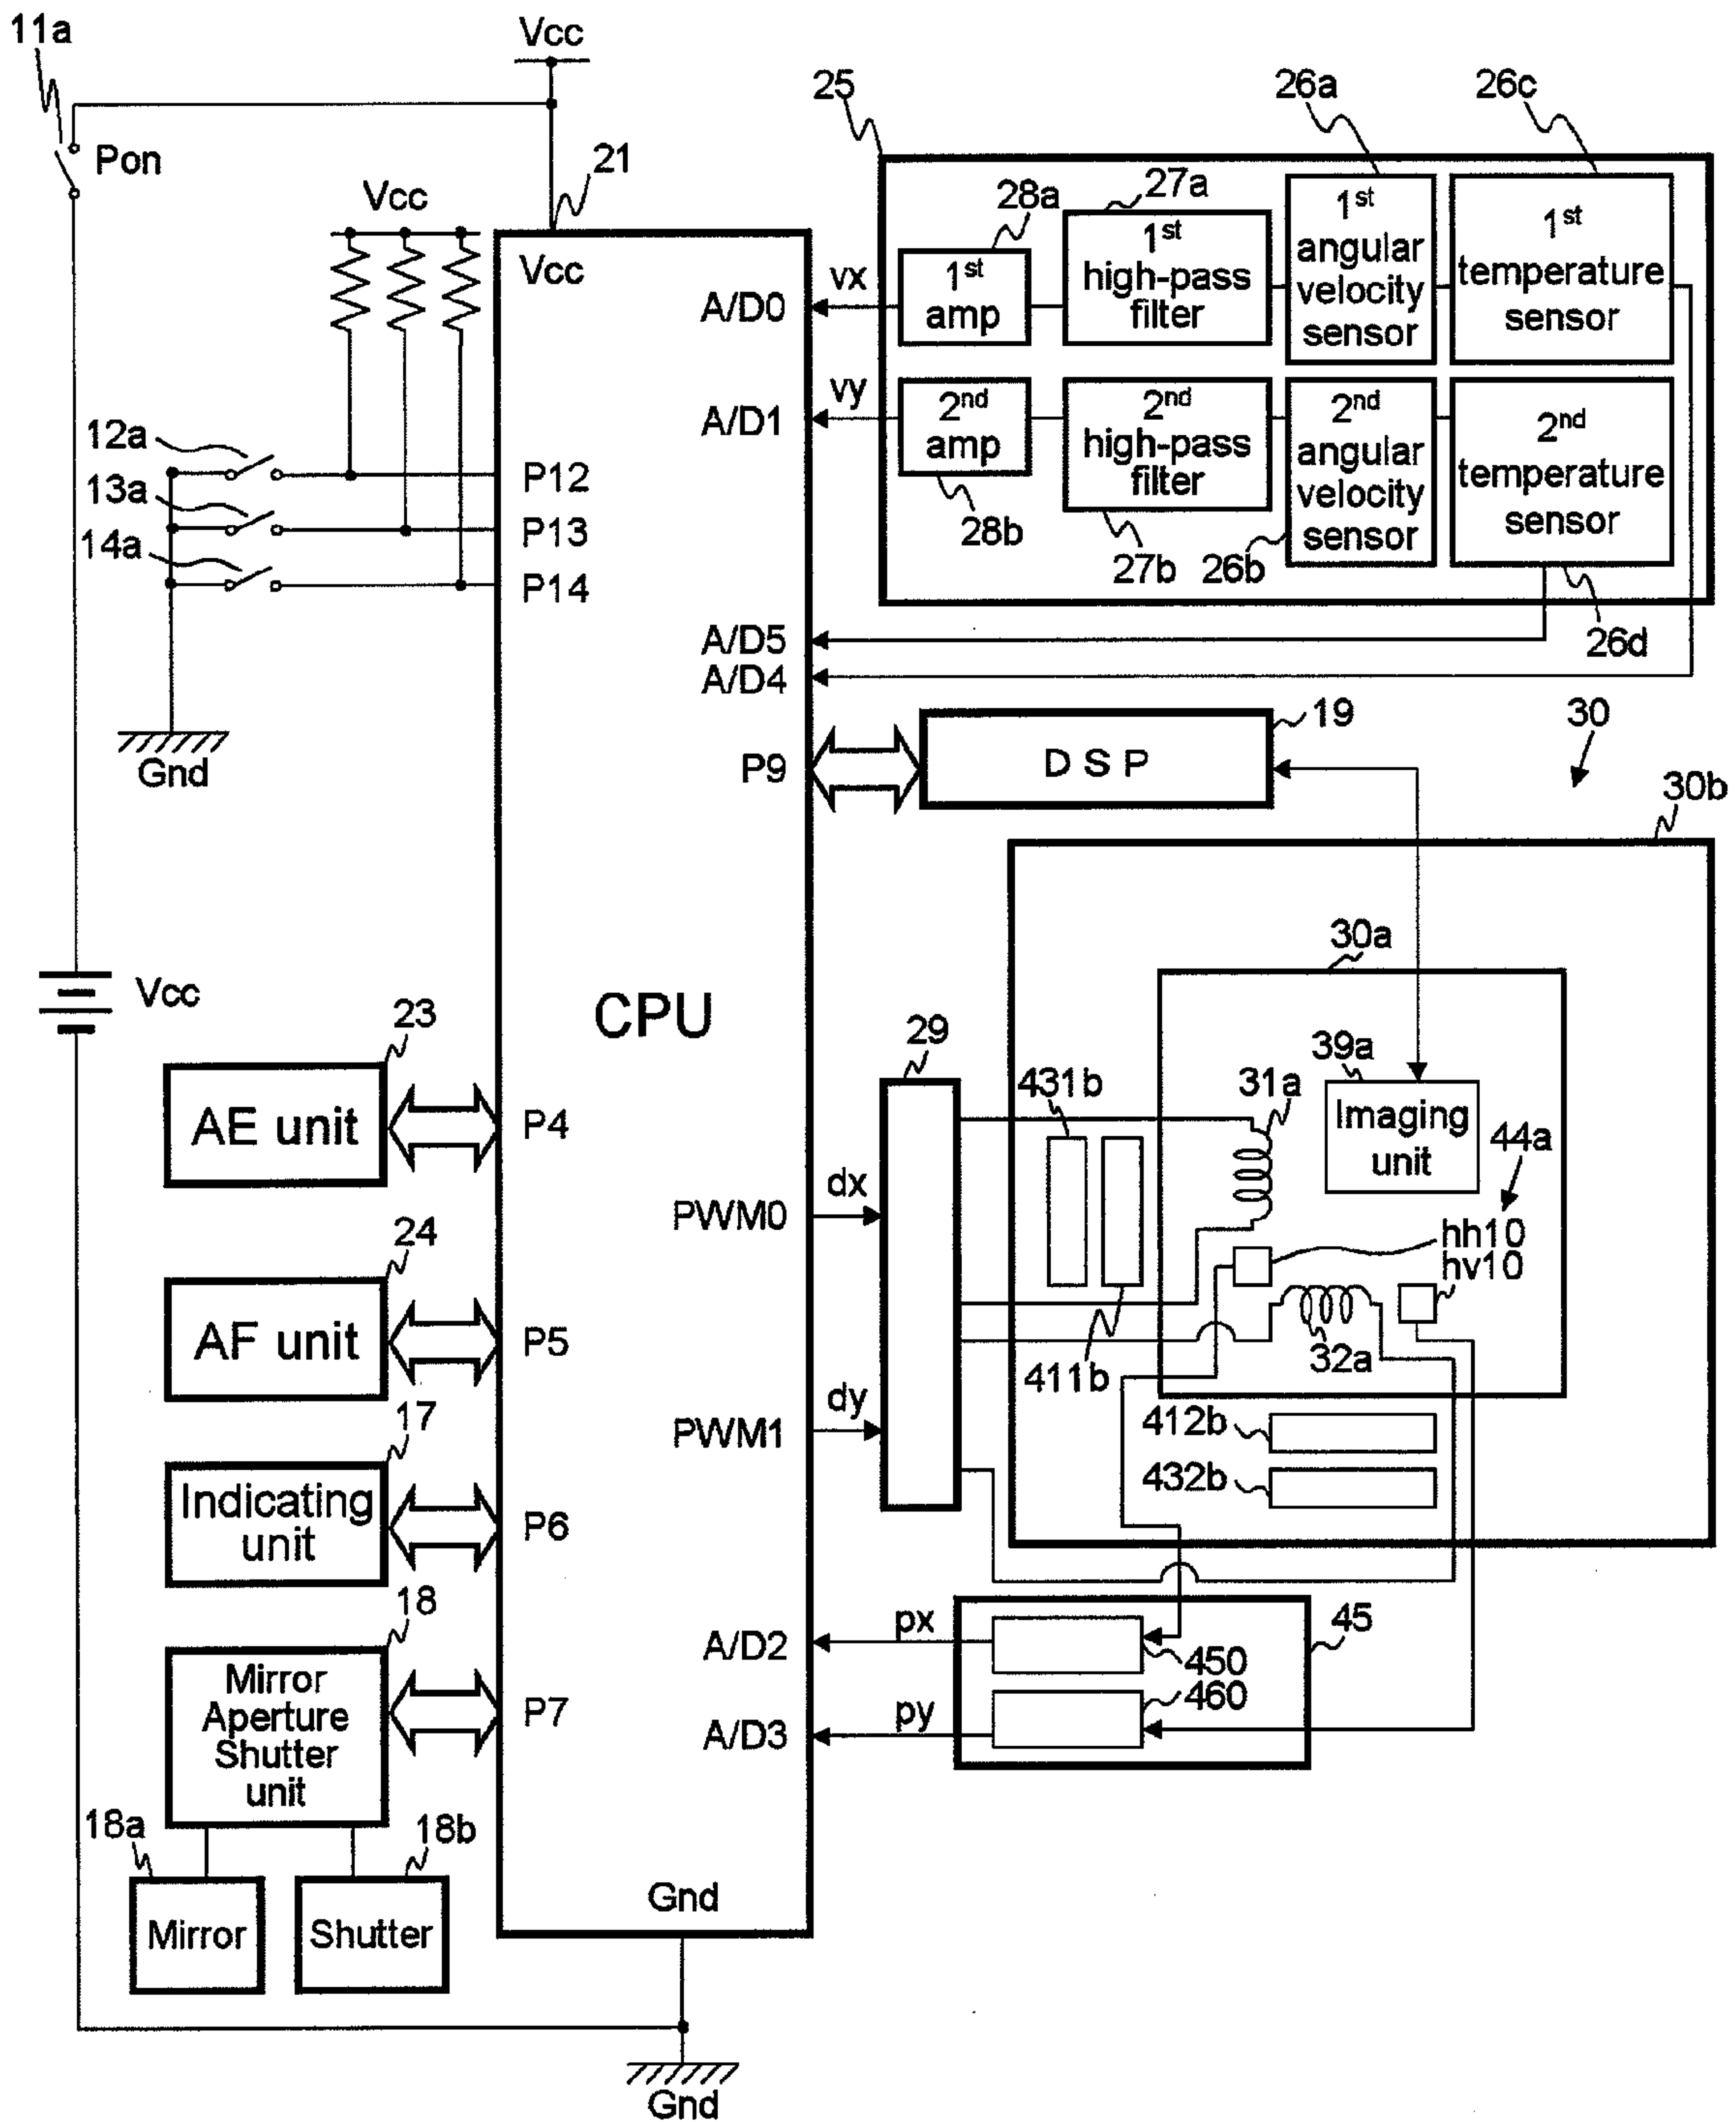 11a
Vcc
Pon
21
Vcc
25
26a
26c
28a
27a
1st amp
1st high-pass filter
1st angular velocity sensor
1st temperature sensor
2nd amp
2nd high-pass filter
2nd angular velocity sensor
2nd temperature sensor
28b
27b
26b
26d
vx
vy
Vcc
A/D0
A/D1
12a
13a
14a
P12
P13
P14
Gnd
A/D5
A/D4
P9
DSP
19
30
30b
30a
Vcc
CPU
23
AE unit
P4
24
AF unit
P5
17
Indicating unit
P6
18
Mirror Aperture Shutter unit
P7
18a
18b
Mirror
Shutter
29
PWM0
dx
PWM1
dy
431b
411b
31a
39a
Imaging unit
44a
hh10
hv10
32a
412b
432b
A/D2
px
450
45
A/D3
py
460
Gnd
Gnd